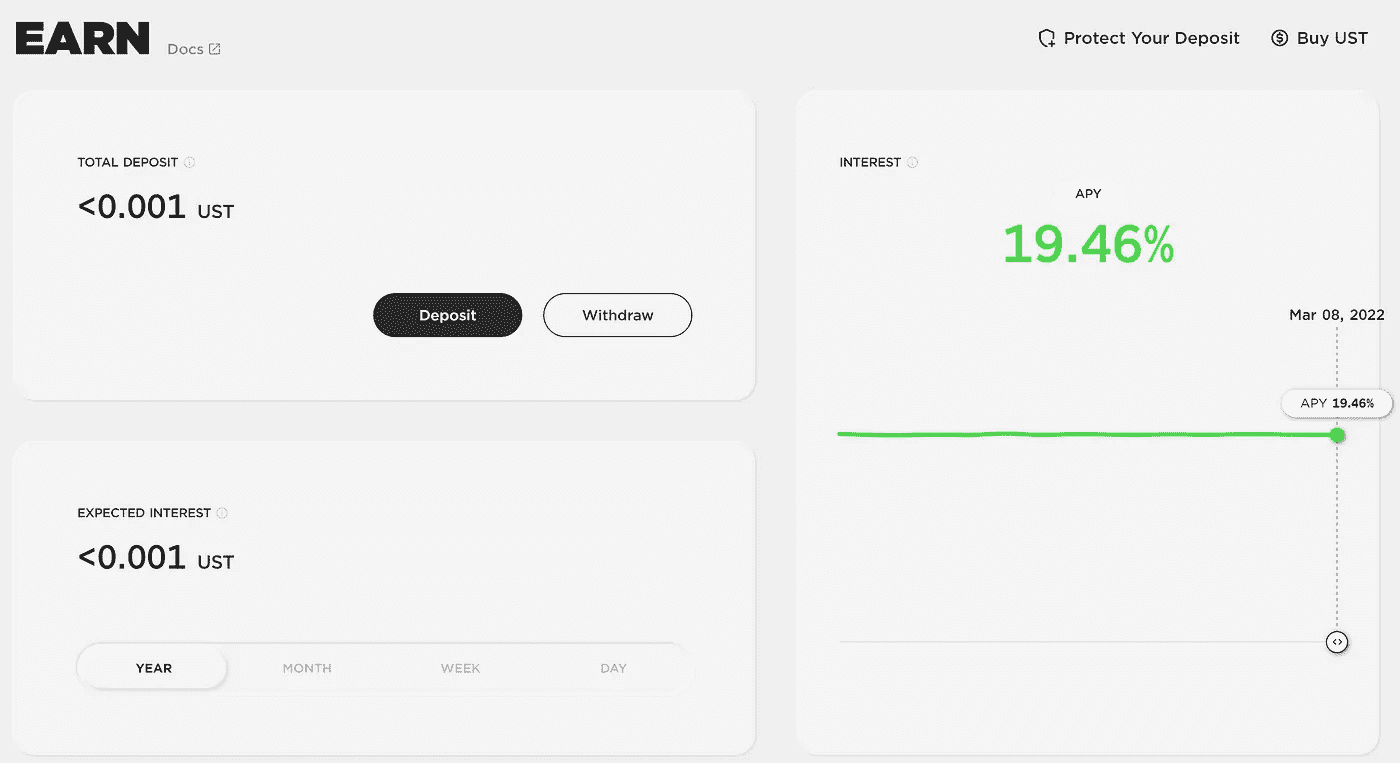 EARN Docs
Protect Your Deposit Buy UST
TOTAL DEPOSIT
<0.001 UST
Deposit Withdraw
EXPECTED INTEREST
<0.001 UST
YEAR MONTH WEEK DAY
INTEREST
APY
19.46%
Mar 08, 2022
APY 19.46%